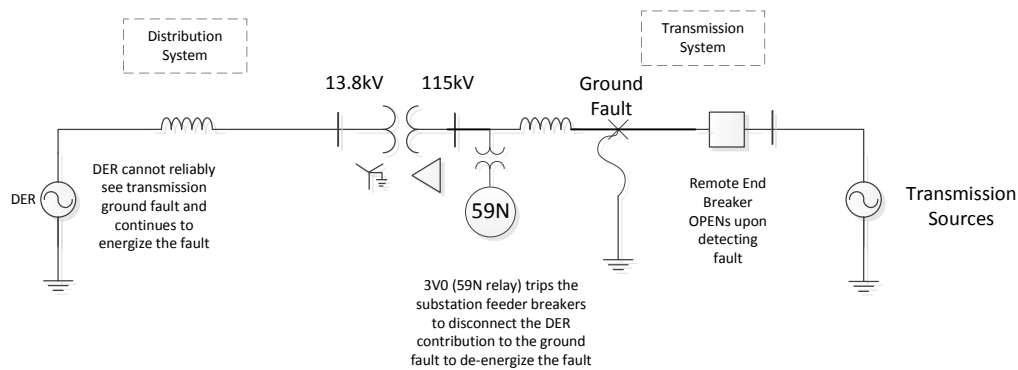 Distribution
System
Transmission
System
13.8kV
115kV
Ground
Fault
DER
DER cannot reliably
see transmission
ground fault and
continues to
energize the fault
59N
Remote End
Breaker
OPENs upon
detecting
fault
Transmission
Sources
3V0 (59N relay) trips the
substation feeder breakers
to disconnect the DER
contribution to the ground
fault to de-energize the fault